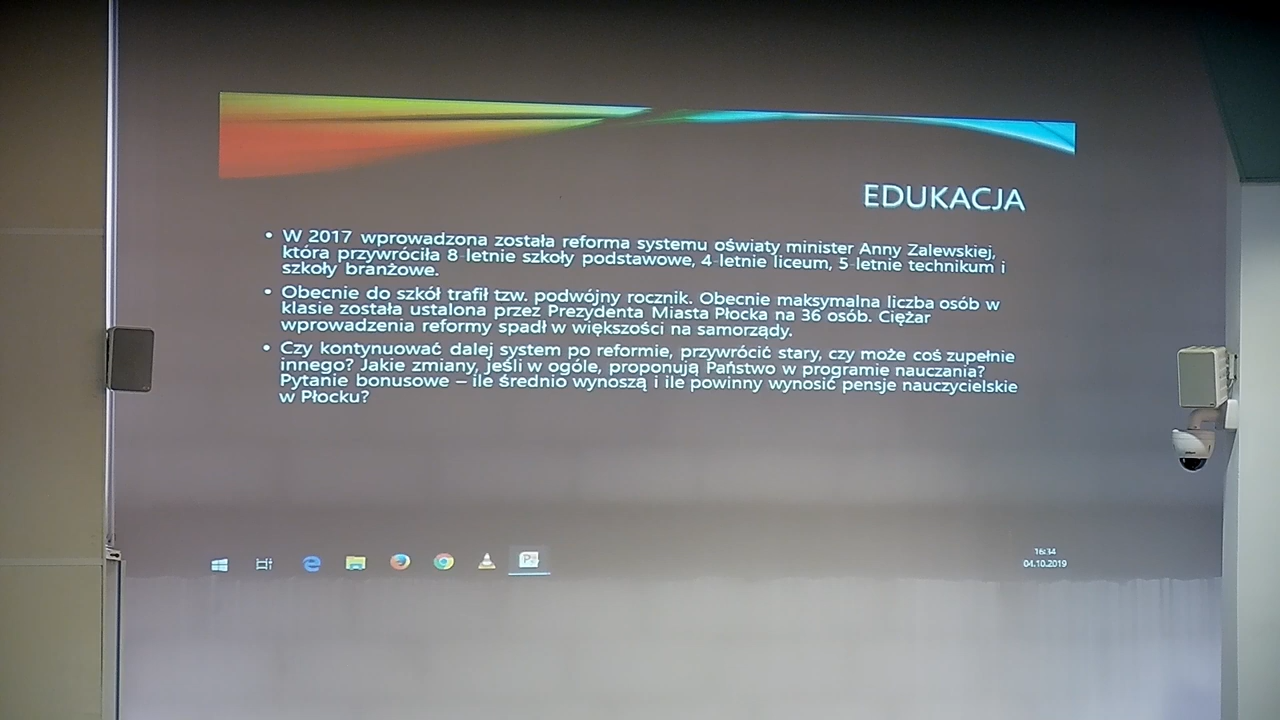 EDUKACJA
• W 2017 wprowadzona została reforma systemu oświaty minister Anny Zalewskiej,
która przywróciła 8-letnie szkoły podstawowe, 4-letnie liceum, 5-letnie technikum i
szkoły branżowe.
• Obecnie do szkół trafił tzw. podwójny rocznik. Obecnie maksymalna liczba osób w
klasie została ustalona przez Prezydenta Miasta Płocka na 36 osób. Ciężar
wprowadzenia reformy spadł w większości na samorządy.
• Czy kontynuować dalej system po reformie, przywrócić stary, czy może coś zupełnie
innego? Jakie zmiany, jeśli w ogóle, proponują Państwo w programie nauczania?
Pytanie bonusowe – ile średnio wynoszą i ile powinny wynosić pensje nauczycielskie
w Płocku?
16:34
04.10.2019